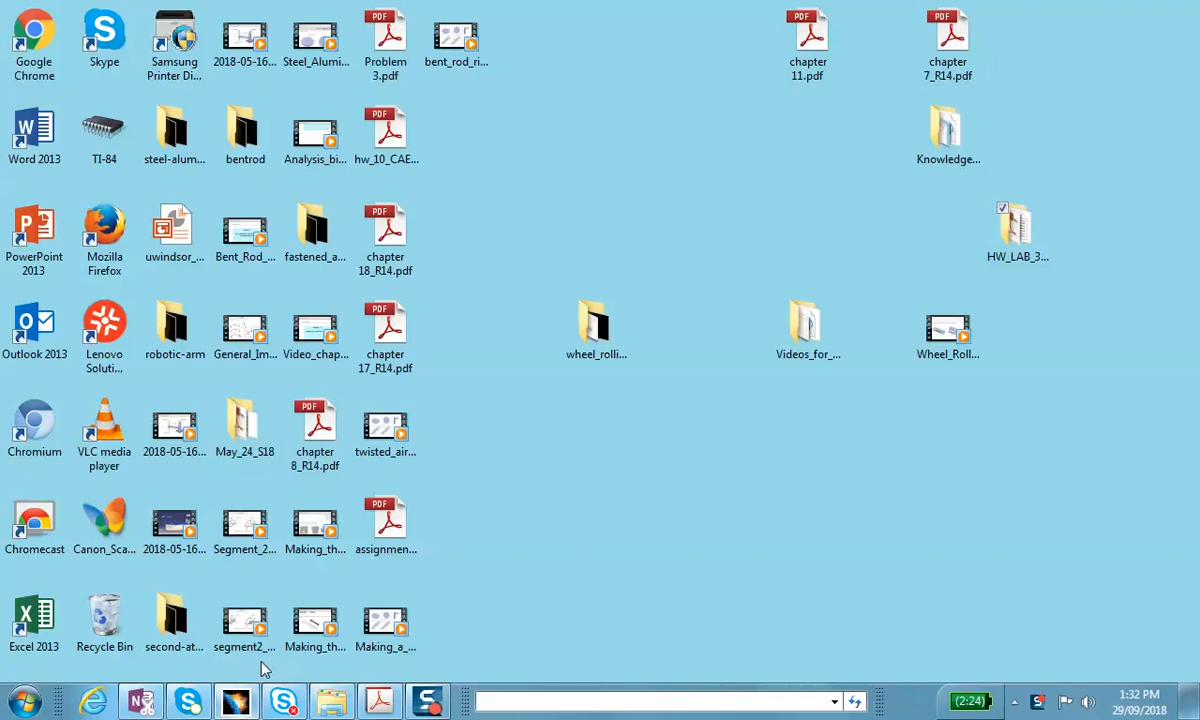 Google
Chrome
Skype
Samsung
Printer Di...
2018-05-16...
Steel_Alumi...
PDF
Problem
3.pdf
bent_rod_ri...
PDF
chapter
11.pdf
PDF
chapter
7_R14.pdf
Word 2013
TI-84
steel-alum...
bentrod
Analysis_bi...
PDF
hw_10_CAE...
Knowledge...
PowerPoint
2013
Mozilla
Firefox
uwindsor_...
Bent_Rod_...
fastened_a...
PDF
chapter
18_R14.pdf
HW_LAB_3...
Outlook 2013
Lenovo
Soluti...
robotic-arm
General_Im...
Video_chap...
PDF
chapter
17_R14.pdf
wheel_rolli...
Videos_for_...
Wheel_Roll...
Chromium
VLC media
player
2018-05-16...
May_24_S18
PDF
chapter
8_R14.pdf
twisted_air...
Chromecast
Canon_Sca...
2018-05-16...
Segment_2...
Making_th...
PDF
assignmen...
Excel 2013
Recycle Bin
second-at...
segment2_...
Making_th...
Making_a_...
(2:24)
1:32 PM
29/09/2018